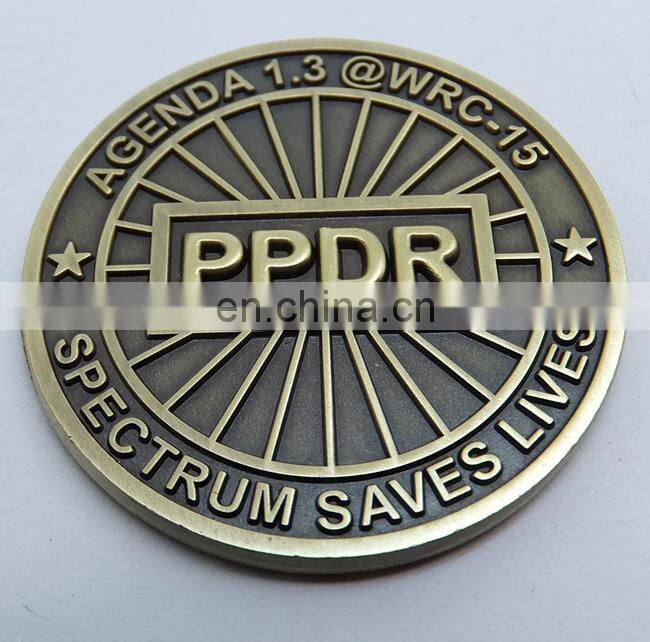 AGENDA 1.3 @WRC-15
PPDR
en.china.cn
SPECTRUM SAVES LIVES